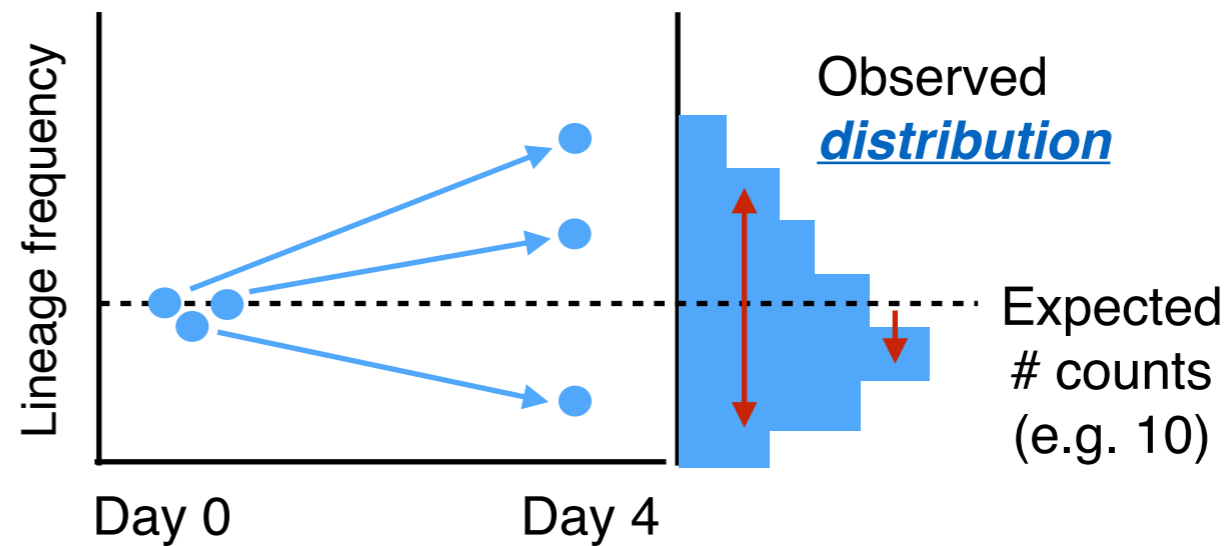 Lineage frequency
Observed
distribution
Expected
# counts
(e.g. 10)
Day 0
Day 4